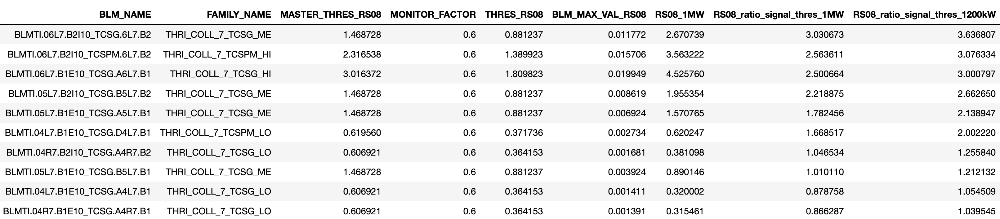 BLM_NAME FAMILY_NAME MASTER_THRES_RS08 MONITOR_FACTOR THRES_RS08 BLM_MAX_VAL_RS08 RS08_1MW RS08_ratio_signal_thres_1MW RS08_ratio_signal_thres_1200kW
BLMTI.06L7.B2I10_TCSG.6L7.B2 THRI_COLL_7_TCSG_ME 1.468728 0.6 0.881237 0.011772 2.670739 3.030673 3.636807
BLMTI.06L7.B2I10_TCSPM.6L7.B2 THRI_COLL_7_TCSPM_HI 2.316538 0.6 1.389923 0.015706 3.563222 2.563611 3.076334
BLMTI.06L7.B1E10_TCSG.A6L7.B1 THRI_COLL_7_TCSG_HI 3.016372 0.6 1.809823 0.019949 4.525760 2.500664 3.000797
BLMTI.05L7.B2I10_TCSG.B5L7.B2 THRI_COLL_7_TCSG_ME 1.468728 0.6 0.881237 0.008619 1.955354 2.218875 2.662650
BLMTI.05L7.B1E10_TCSG.A5L7.B1 THRI_COLL_7_TCSG_ME 1.468728 0.6 0.881237 0.006924 1.570765 1.782456 2.138947
BLMTI.04L7.B1E10_TCSG.D4L7.B1 THRI_COLL_7_TCSPM_LO 0.619560 0.6 0.371736 0.002734 0.620247 1.668517 2.002220
BLMTI.04R7.B2I10_TCSG.A4R7.B2 THRI_COLL_7_TCSG_LO 0.606921 0.6 0.364153 0.001681 0.381098 1.046534 1.255840
BLMTI.05L7.B1E10_TCSG.B5L7.B1 THRI_COLL_7_TCSG_ME 1.468728 0.6 0.881237 0.003924 0.890146 1.010110 1.212132
BLMTI.04L7.B1E10_TCSG.A4L7.B1 THRI_COLL_7_TCSG_LO 0.606921 0.6 0.364153 0.001411 0.320002 0.878758 1.054509
BLMTI.04R7.B1E10_TCSG.A4R7.B1 THRI_COLL_7_TCSG_LO 0.606921 0.6 0.364153 0.001391 0.315461 0.866287 1.039545